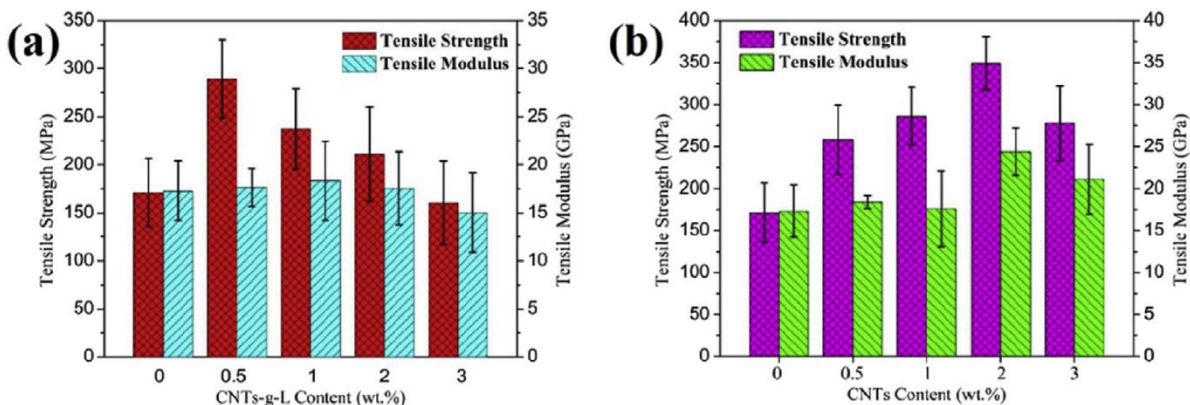 (a)
Tensile Strength
Tensile Modulus
350
300
250
200
150
100
50
0
Tensile Strength (MPa)
35
30
25
20
15
10
5
0
Tensile Modulus (GPa)
0 0.5 1 2 3
CNTs-g-L Content (wt.%)
(b)
Tensile Strength
Tensile Modulus
400
350
300
250
200
150
100
50
0
Tensile Strength (MPa)
40
35
30
25
20
15
10
5
0
Tensile Modulus (GPa)
0 0.5 1 2 3
CNTs Content (wt.%)